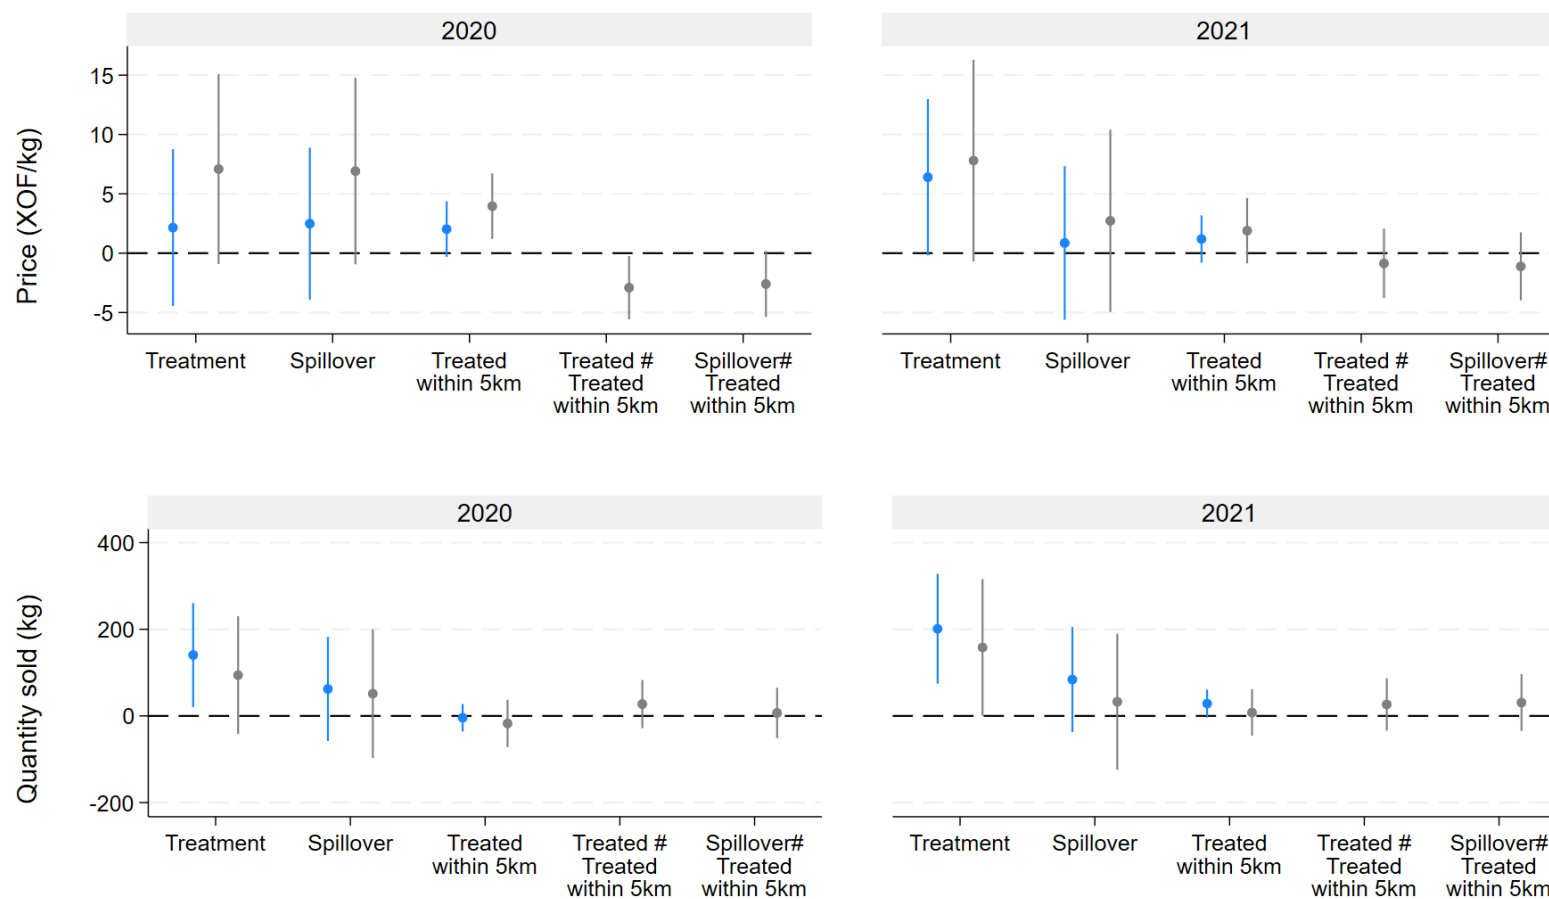 2020
2021
Price (XOF/kg)
15
10
5
0
-5
Treatment
Spillover
Treated
within 5km
Treated #
Treated
within 5km
Spillover#
Treated
within 5km
Treatment
Spillover
Treated
within 5km
Treated #
Treated
within 5km
Spillover#
Treated
within 5km
2020
2021
Quantity sold (kg)
400
200
0
-200
Treatment
Spillover
Treated
within 5km
Treated #
Treated
within 5km
Spillover#
Treated
within 5km
Treatment
Spillover
Treated
within 5km
Treated #
Treated
within 5km
Spillover#
Treated
within 5km